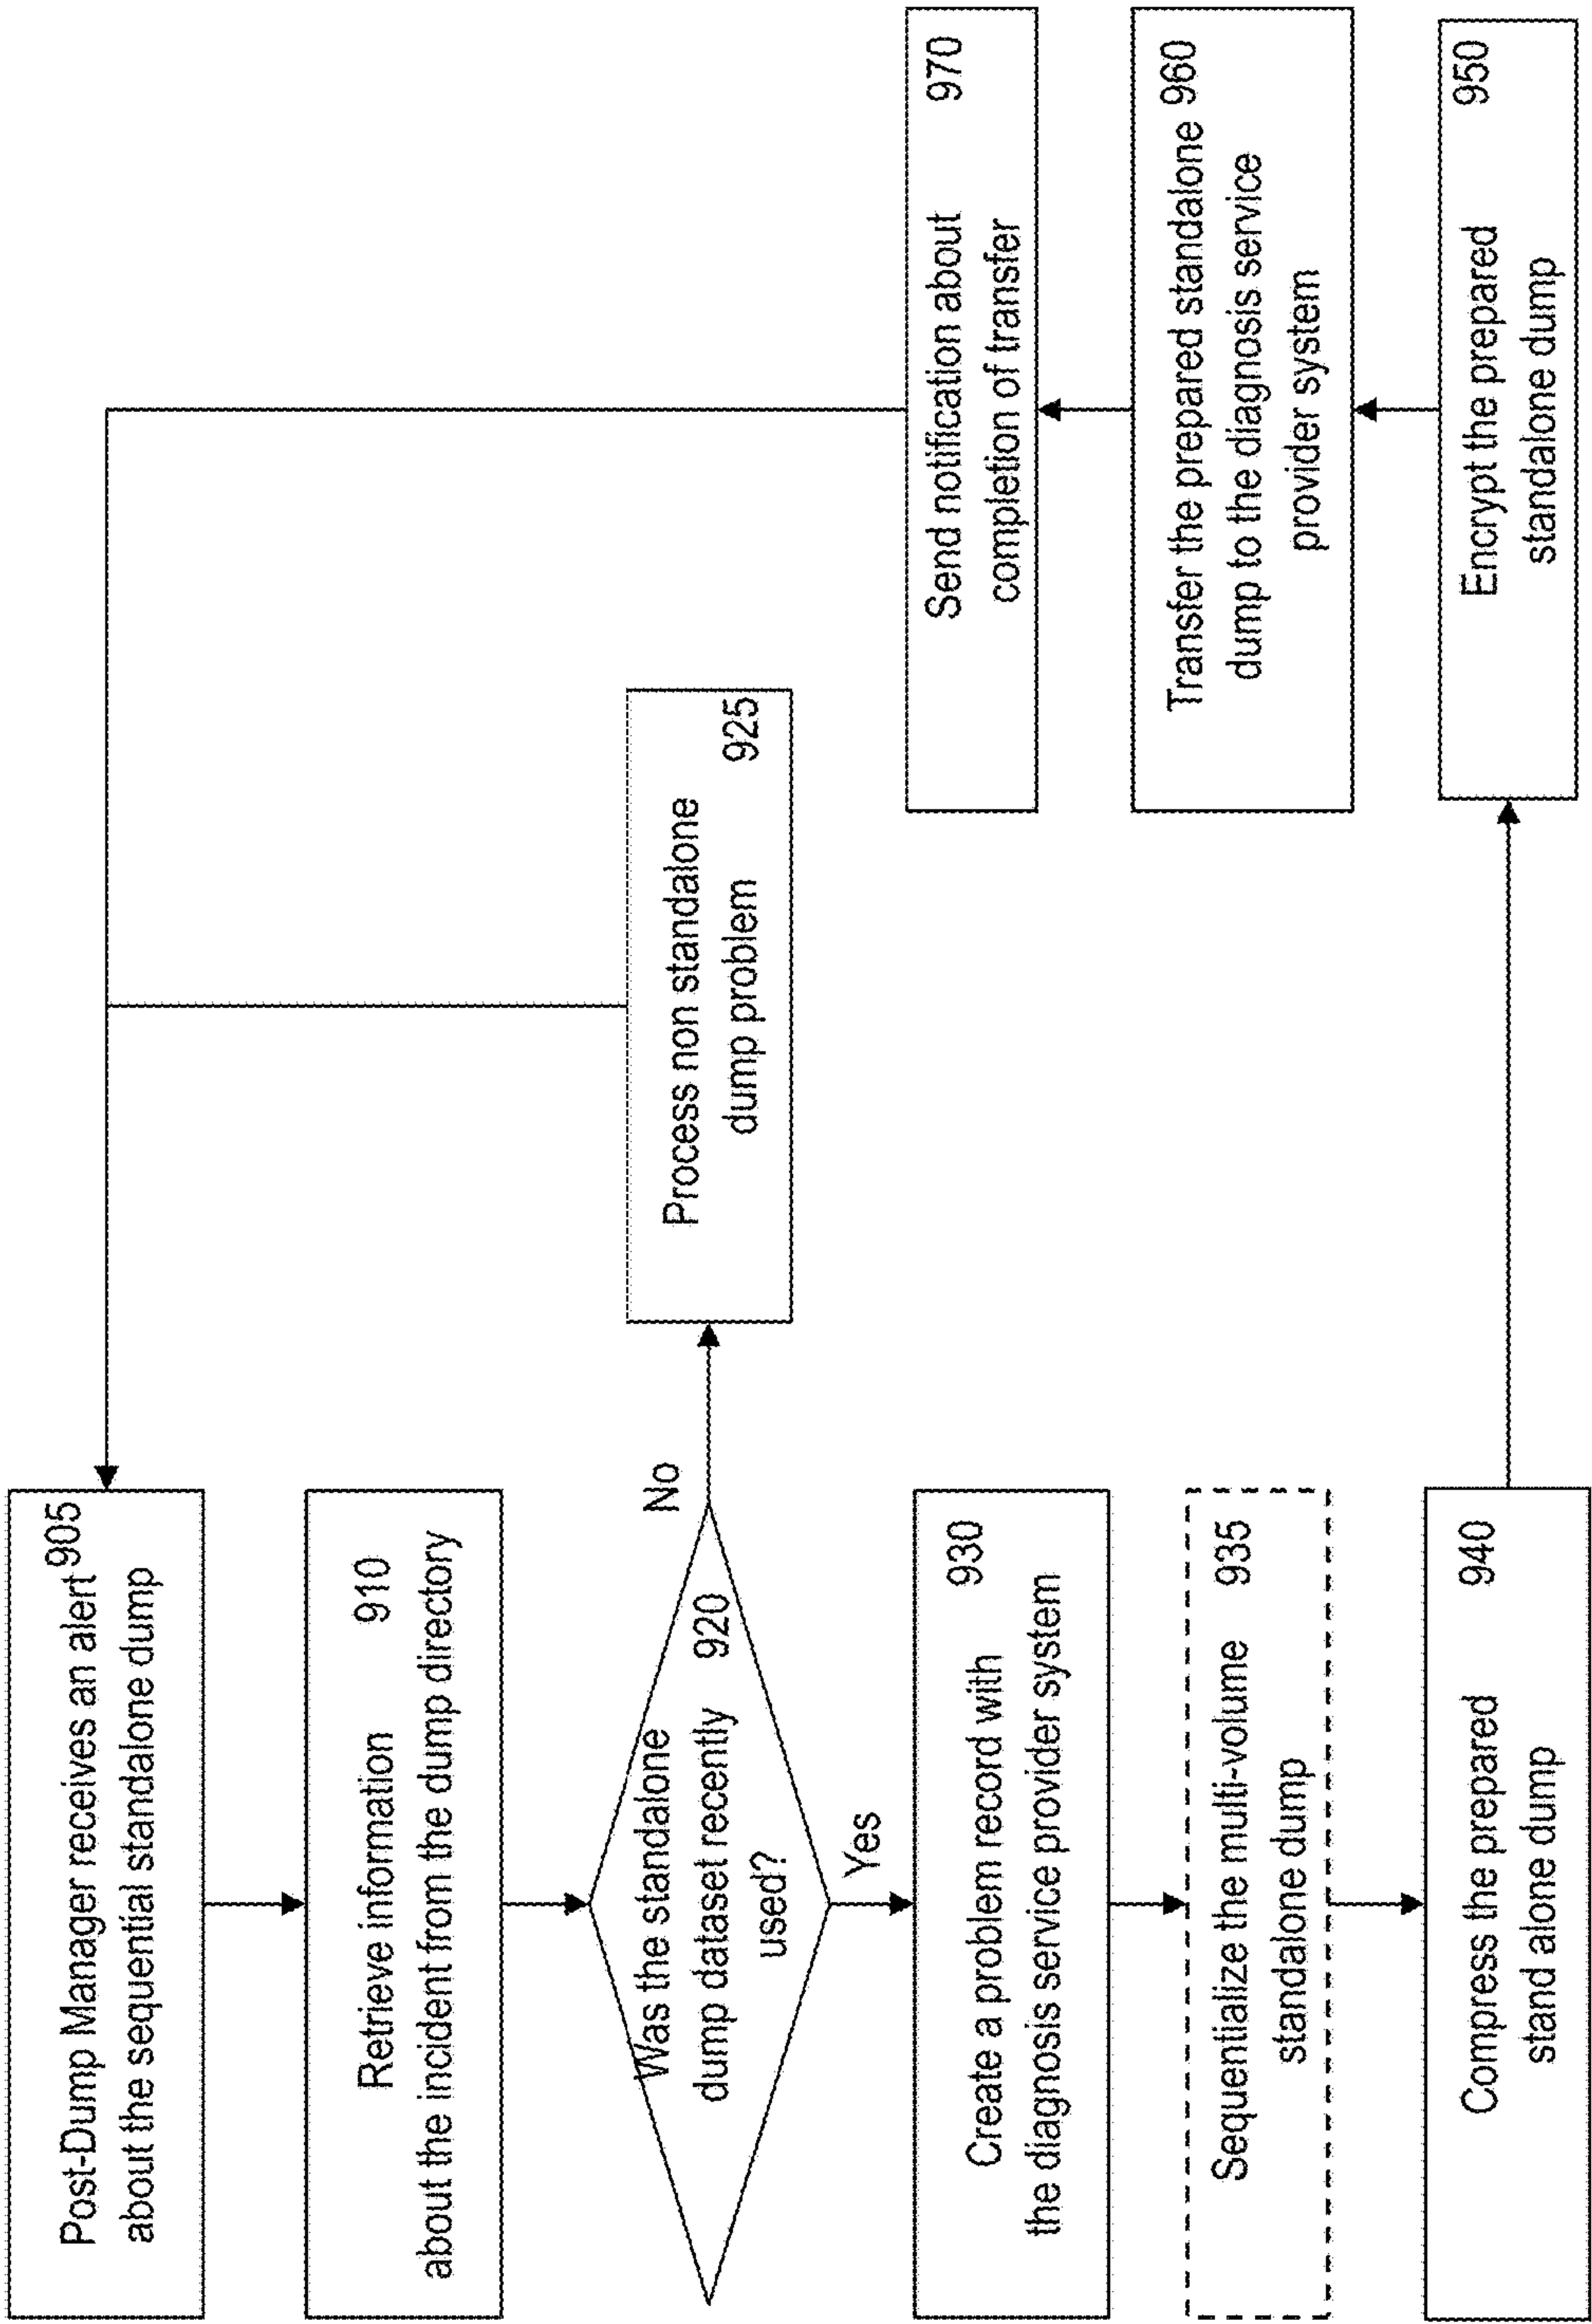 Post-Dump Manager receives an alert 905
about the sequential standalone dump
Retrieve information 910
about the incident from the dump directory
Was the standalone
dump dataset recently 920
used?
No
Process non standalone
dump problem 925
Yes
Create a problem record with 930
the diagnosis service provider system
Sequentialize the multi-volume 935
standalone dump
Compress the prepared 940
stand alone dump
Encrypt the prepared 950
standalone dump
Transfer the prepared standalone 960
dump to the diagnosis service
provider system
Send notification about 970
completion of transfer